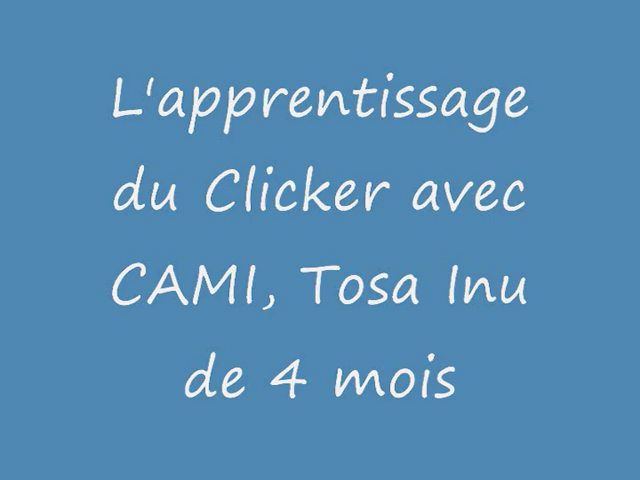 L'apprentissage
du Clicker avec
CAMI, Tosa Inu
de 4 mois